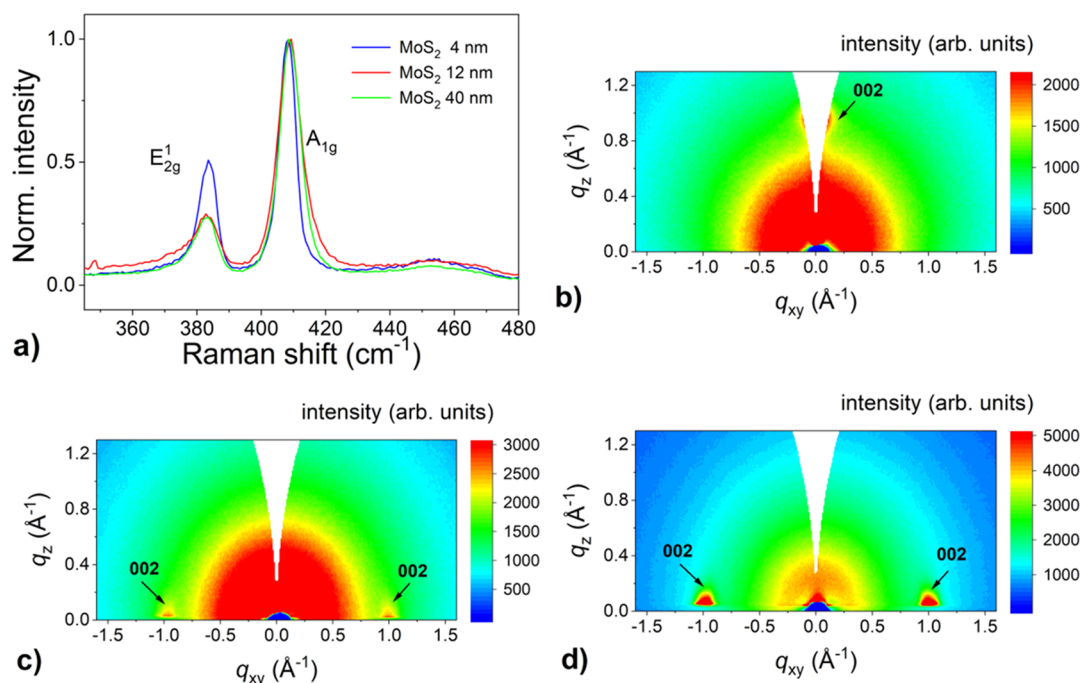 MoS₂ 4 nm
MoS₂ 12 nm
MoS₂ 40 nm
E¹₂g
A₁g
Norm. intensity
1.0
0.5
0.0
360 380 400 420 440 460 480
Raman shift (cm⁻¹)
a)
intensity (arb. units)
002
qz (Å⁻¹)
1.2
0.8
0.4
0.0
-1.5 -1.0 -0.5 0.0 0.5 1.0 1.5
qxy (Å⁻¹)
2000
1500
1000
500
b)
intensity (arb. units)
002
002
qz (Å⁻¹)
1.2
0.8
0.4
0.0
-1.5 -1.0 -0.5 0.0 0.5 1.0 1.5
qxy (Å⁻¹)
3000
2500
2000
1500
1000
500
c)
intensity (arb. units)
002
002
qz (Å⁻¹)
1.2
0.8
0.4
0.0
-1.5 -1.0 -0.5 0.0 0.5 1.0 1.5
qxy (Å⁻¹)
5000
4000
3000
2000
1000
d)